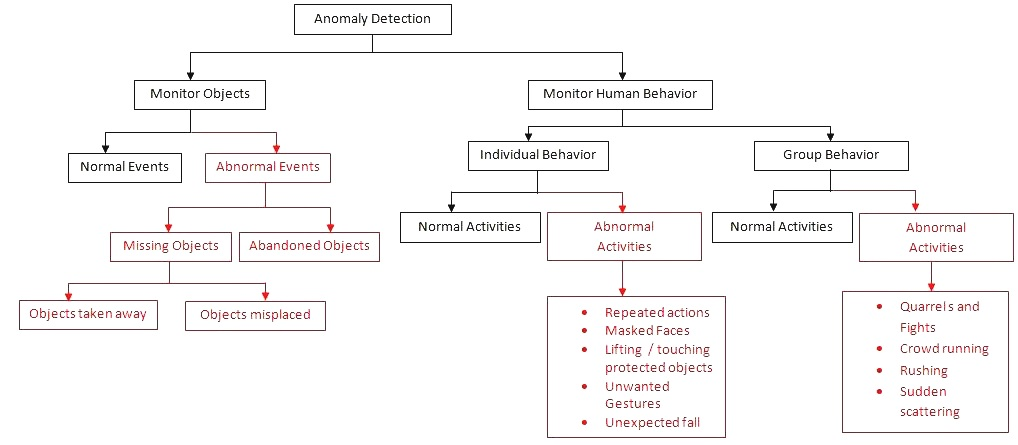 Anomaly Detection
Monitor Objects
Monitor Human Behavior
Normal Events
Abnormal Events
Individual Behavior
Group Behavior
Missing Objects
Abandoned Objects
Normal Activities
Abnormal
Activities
Normal Activities
Abnormal
Activities
Objects taken away
Objects misplaced
• Repeated actions
• Masked Faces
• Lifting / touching
protected objects
• Unwanted
Gestures
• Unexpected fall
• Quarrels and
Fights
• Crowd running
• Rushing
• Sudden
scattering